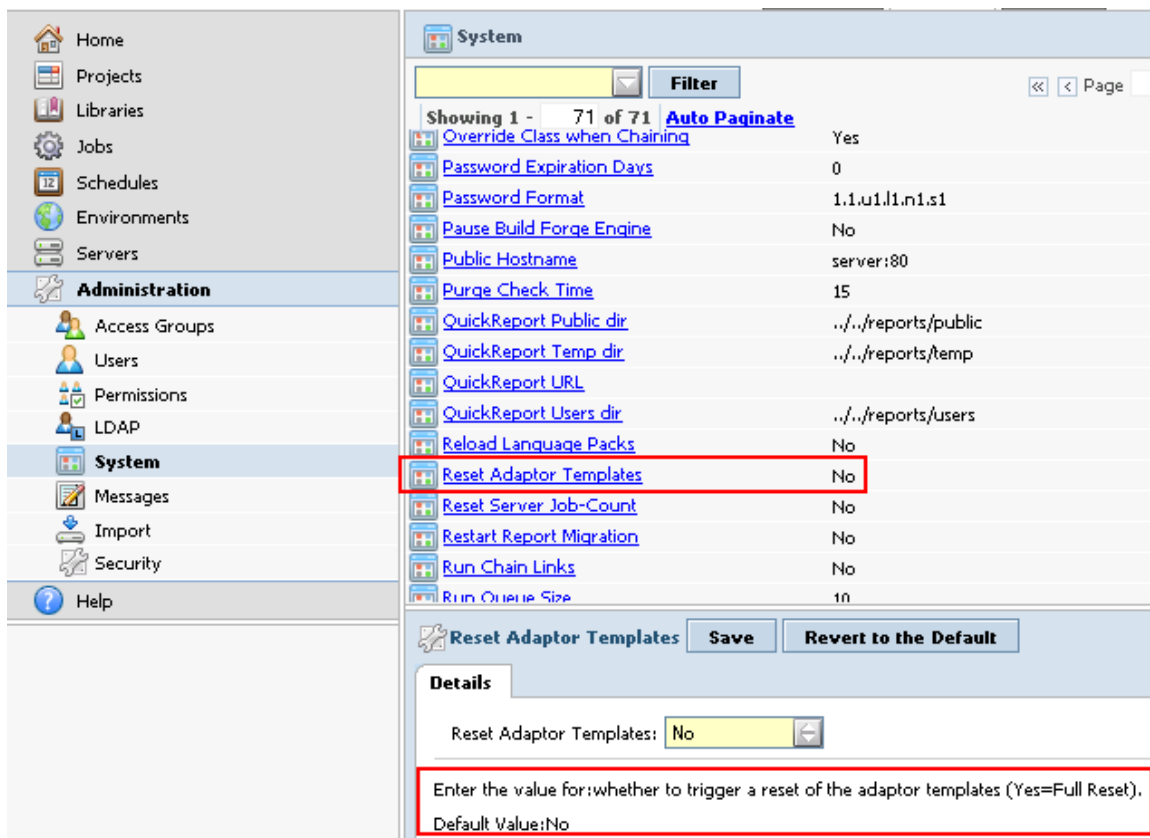 Home
Projects
Libraries
Jobs
12
Schedules
Environments
Servers
Administration
Access Groups
Users
Permissions
LDAP
System
Messages
Import
Security
Help
System
Filter
Page
Showing 1 - 71 of 71 Auto Paginate
Override Class when Chaining Yes
Password Expiration Days 0
Password Format 1.1.u1.l1.n1.s1
Pause Build Forge Engine No
Public Hostname server:80
Purge Check Time 15
QuickReport Public dir ../../reports/public
QuickReport Temp dir ../../reports/temp
QuickReport URL
QuickReport Users dir ../../reports/users
Reload Language Packs No
Reset Adaptor Templates No
Reset Server Job-Count No
Restart Report Migration No
Run Chain Links No
Run Queue Size 10
Reset Adaptor Templates Save Revert to the Default
Details
Reset Adaptor Templates: No
Enter the value for:whether to trigger a reset of the adaptor templates (Yes=Full Reset).
Default Value:No